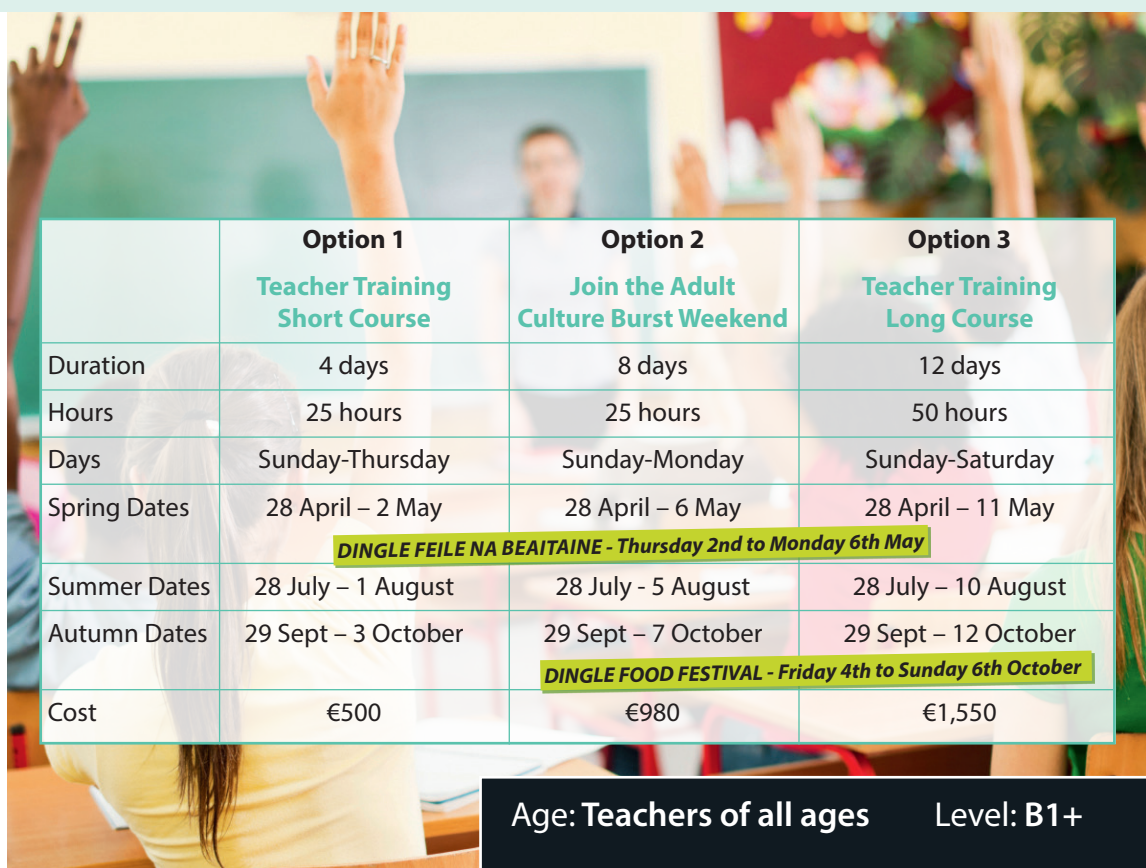 Option 1 Option 2 Option 3
Teacher Training Short Course Join the Adult Culture Burst Weekend Teacher Training Long Course
Duration 4 days 8 days 12 days
Hours 25 hours 25 hours 50 hours
Days Sunday-Thursday Sunday-Monday Sunday-Saturday
Spring Dates 28 April – 2 May 28 April – 6 May 28 April – 11 May
DINGLE FEILE NA BEAITAINE - Thursday 2nd to Monday 6th May
Summer Dates 28 July – 1 August 28 July - 5 August 28 July – 10 August
Autumn Dates 29 Sept – 3 October 29 Sept – 7 October 29 Sept – 12 October
DINGLE FOOD FESTIVAL - Friday 4th to Sunday 6th October
Cost €500 €980 €1,550
Age: Teachers of all ages Level: B1+